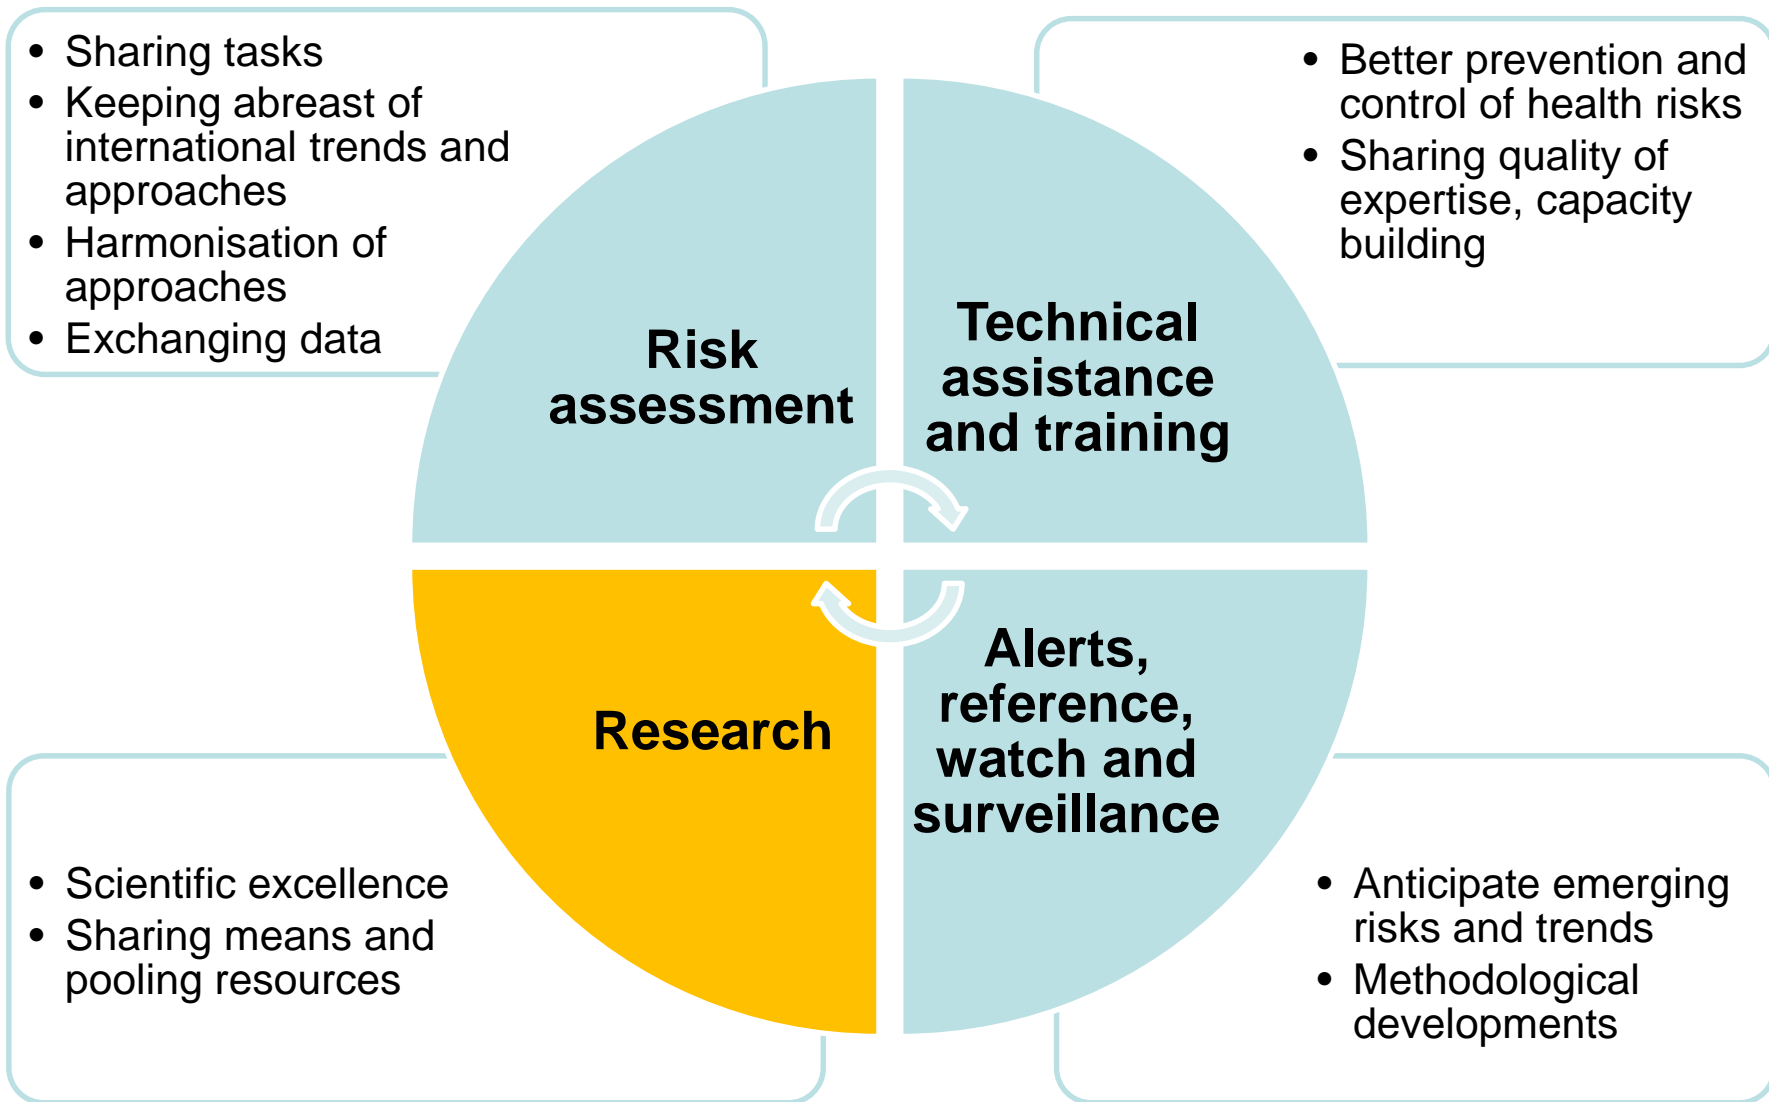 • Sharing tasks
• Keeping abreast of
international trends and
approaches
• Harmonisation of
approaches
• Exchanging data
• Better prevention and
control of health risks
• Sharing quality of
expertise, capacity
building
Risk
assessment
Technical
assistance
and training
Research
Alerts,
reference,
watch and
surveillance
• Scientific excellence
• Sharing means and
pooling resources
• Anticipate emerging
risks and trends
• Methodological
developments